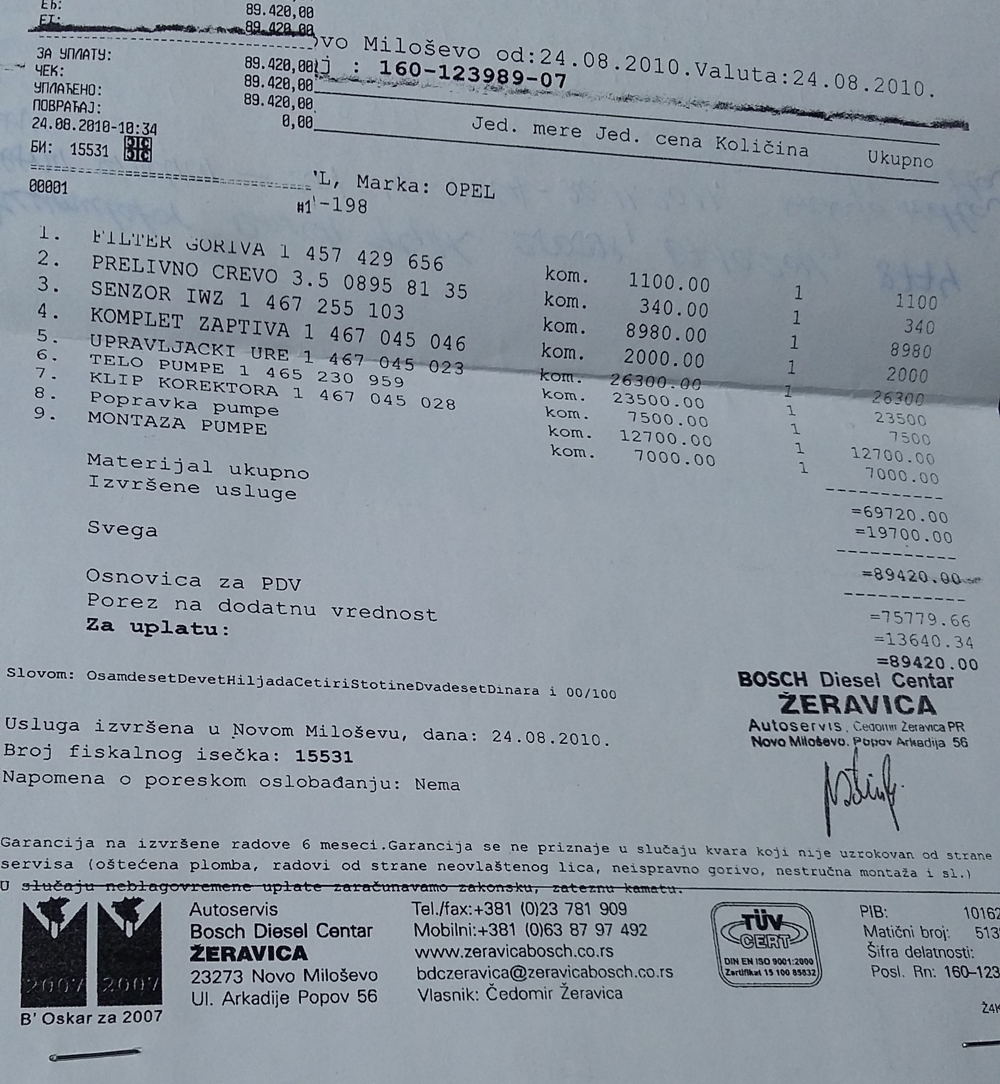 ЕБ: 89.420,00
ЕТ: 89.420,00
ЗА УПЛАТУ: 89.420,00
ЧЕК: 89.420,00
УПЛАЋЕНО: 89.420,00
ПОВРАЋАЈ: 0,00
24.08.2010-10:34
БИ: 15531
00001 #1
vo Miloševo od:24.08.2010.Valuta:24.08.2010.
j : 160-123989-07
Jed. mere Jed. cena Količina Ukupno
'L, Marka: OPEL
-198
1. FILTER GORIVA 1 457 429 656 kom. 1100.00 1 1100
2. PRELIVNO CREVO 3.5 0895 81 35 kom. 340.00 1 340
3. SENZOR IWZ 1 467 255 103 kom. 8980.00 1 8980
4. KOMPLET ZAPTIVA 1 467 045 046 kom. 2000.00 1 2000
5. UPRAVLJACKI URE 1 467 045 023 kom. 26300.00 1 26300
6. TELO PUMPE 1 465 230 959 kom. 23500.00 1 23500
7. KLIP KOREKTORA 1 467 045 028 kom. 7500.00 1 7500
8. Popravka pumpe kom. 12700.00 1 12700.00
9. MONTAZA PUMPE kom. 7000.00 1 7000.00
Materijal ukupno =69720.00
Izvršene usluge =19700.00
Svega =89420.00
Osnovica za PDV =75779.66
Porez na dodatnu vrednost =13640.34
Za uplatu: =89420.00
Slovom: OsamdesetDevetHiljadaCetiriStotineDvadesetDinara i 00/100
BOSCH Diesel Centar
ŽERAVICA
Autoservis, Čedomir Žeravica PR
Novo Miloševo, Popov Arkadija 56
Usluga izvršena u Novom Miloševu, dana: 24.08.2010.
Broj fiskalnog isečka: 15531
Napomena o poreskom oslobađanju: Nema
Garancija na izvršene radove 6 meseci.Garancija se ne priznaje u slučaju kvara koji nije uzrokovan od strane
servisa (oštećena plomba, radovi od strane neovlaštenog lica, neispravno gorivo, nestručna montaža i sl.)
U slučaju neblagovremene uplate zaračunavamo zakonsku, zateznu kamatu.
2007 2007
B' Oskar za 2007
Autoservis
Bosch Diesel Centar
ŽERAVICA
23273 Novo Miloševo
Ul. Arkadije Popov 56
Tel./fax:+381 (0)23 781 909
Mobilni:+381 (0)63 87 97 492
www.zeravicabosch.co.rs
bdczeravica@zeravicabosch.co.rs
Vlasnik: Čedomir Žeravica
TÜV
CERT
DIN EN ISO 9001:2000
Zertifikat 15 100 85832
PIB: 10162
Matični broj: 513
Šifra delatnosti:
Posl. Rn: 160-123